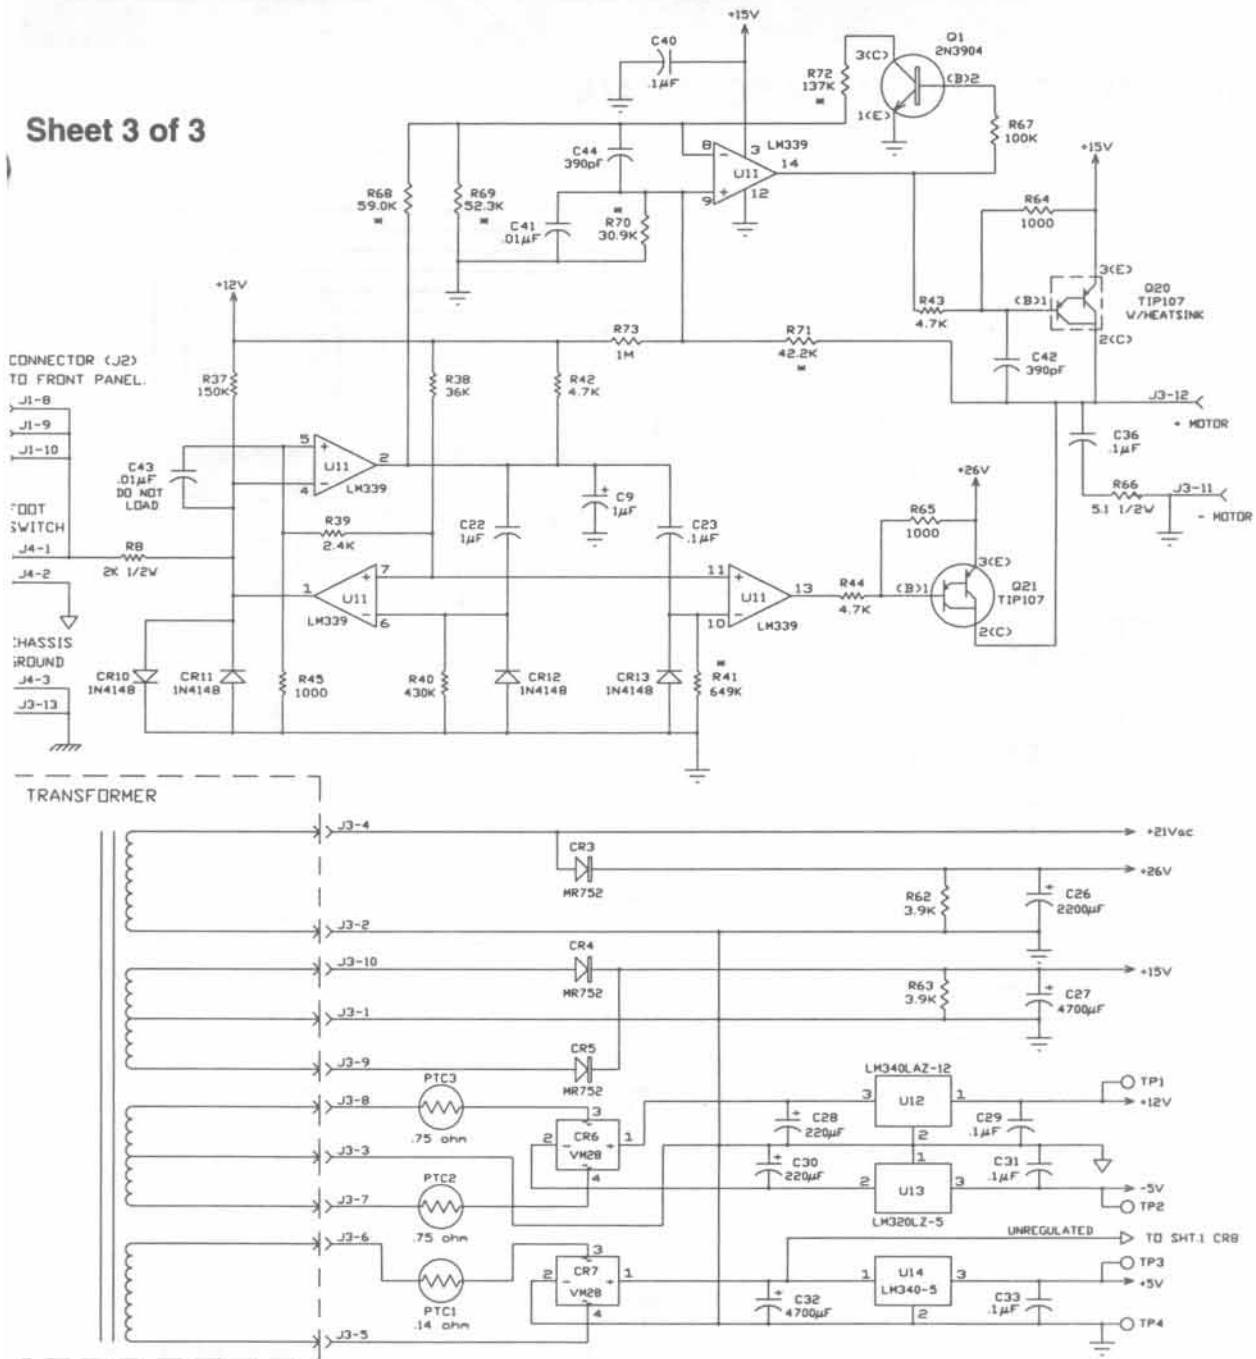 Sheet 3 of 3
+15V
C40
.1µF
Q1
2N3904
3(C)
(B)2
1(E)
R72
137K
*
R67
100K
+15V
C44
390pF
8
3
LM339
U11
14
9
12
R68
59.0K
*
R69
52.3K
*
C41
.01µF
*
R70
30.9K
R64
1000
3(E)
Q20
TIP107
W/HEATSINK
(B)1
2(C)
R43
4.7K
C42
390pF
+12V
R73
1M
R71
42.2K
*
CONNECTOR (J2)
TO FRONT PANEL.
J1-8
J1-9
J1-10
R37
150K
R38
36K
R42
4.7K
J3-12
+ MOTOR
C36
.1µF
R66
5.1 1/2W
J3-11
- MOTOR
C43
.01µF
DO NOT
LOAD
5
U11
2
4
LM339
C9
1µF
+26V
R65
1000
FOOT
SWITCH
J4-1
J4-2
R8
2K 1/2W
R39
2.4K
C22
1µF
C23
.1µF
3(E)
Q21
TIP107
(B)1
2(C)
1
7
U11
LM339
6
11
U11
13
10
LM339
R44
4.7K
CHASSIS
GROUND
J4-3
J3-13
CR10
1N4148
CR11
1N4148
R45
1000
R40
430K
CR12
1N4148
CR13
1N4148
*
R41
649K
TRANSFORMER
J3-4
+21Vac
CR3
MR752
+26V
R62
3.9K
C26
2200µF
J3-2
J3-10
CR4
MR752
+15V
R63
3.9K
C27
4700µF
J3-1
J3-9
CR5
MR752
J3-8
PTC3
.75 ohm
3
2
CR6
1
VM28
4
LM340LAZ-12
3
U12
1
2
TP1
+12V
C28
220µF
C29
.1µF
J3-3
C30
220µF
1
2
U13
3
LM320LZ-5
C31
.1µF
-5V
TP2
J3-7
PTC2
.75 ohm
J3-6
UNREGULATED
TO SHT.1 CR8
3
2
CR7
1
VM28
4
PTC1
.14 ohm
C32
4700µF
1
U14
3
LM340-5
2
C33
.1µF
TP3
+5V
TP4
J3-5